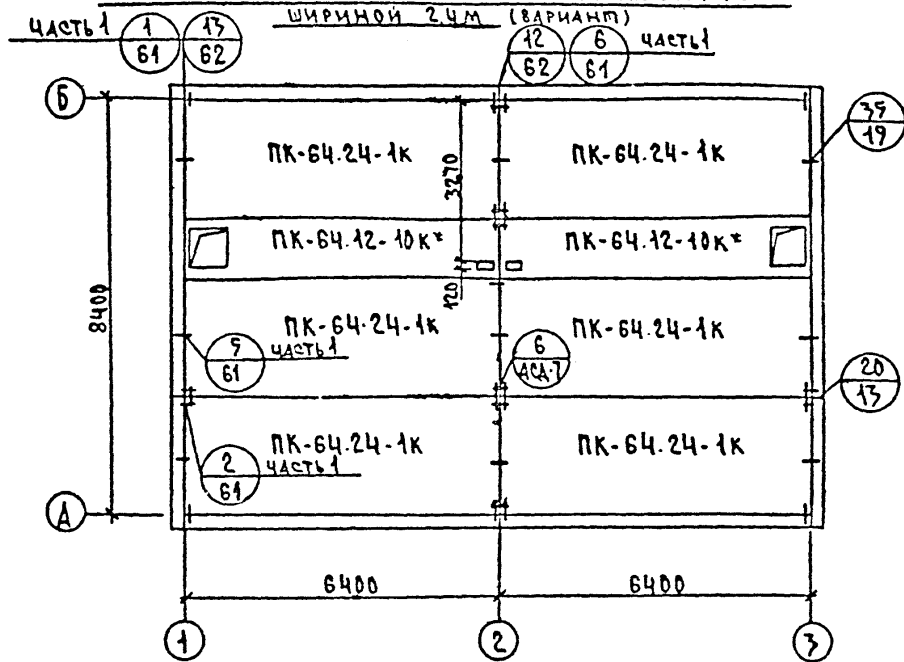 ШИРИНОЙ 2.4М (ВАРИАНТ)
ЧАСТЬ 1 1/61 13/62
12/62 6/61 ЧАСТЬ 1
Б
35/19
ПК-64.24-1К ПК-64.24-1К
3270
ПК-64.12-10К* ПК-64.12-10К*
120
8400
ПК-64.24-1К ПК-64.24-1К
5/61 ЧАСТЬ 1
6/АСД-7
20/13
ПК-64.24-1К ПК-64.24-1К
2/61 ЧАСТЬ 1
А
6400 6400
1 2 3